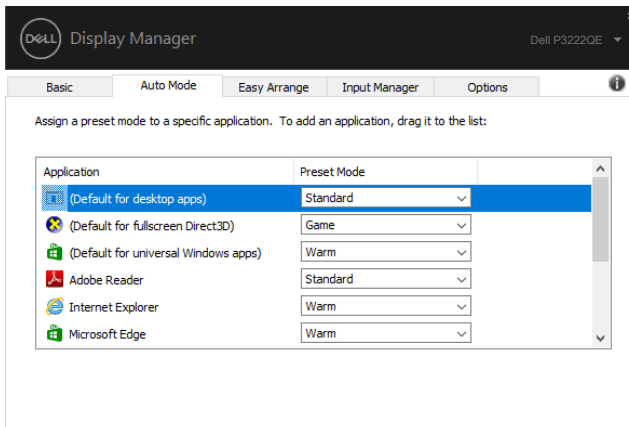 DELL Display Manager Dell P3222QE
Basic Auto Mode Easy Arrange Input Manager Options
Assign a preset mode to a specific application. To add an application, drag it to the list:
Application Preset Mode
(Default for desktop apps) Standard
(Default for fullscreen Direct3D) Game
(Default for universal Windows apps) Warm
Adobe Reader Standard
Internet Explorer Warm
Microsoft Edge Warm